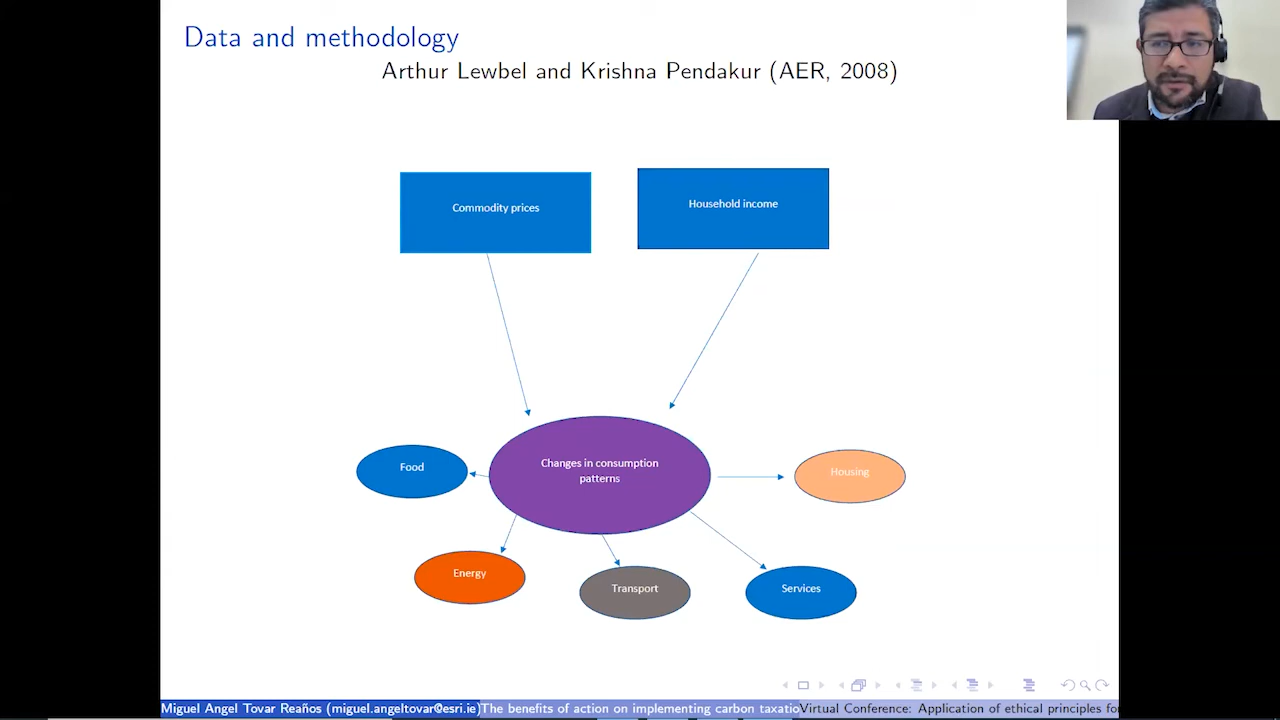 Data and methodology
Arthur Lewbel and Krishna Pendakur (AER, 2008)
Commodity prices
Household income
Changes in consumption
patterns
Food
Housing
Energy
Transport
Services
Miguel Angel Tovar Reaños (miguel.angeltovar@esri.ie)
The benefits of action on implementing carbon taxatio
Virtual Conference: Application of ethical principles for